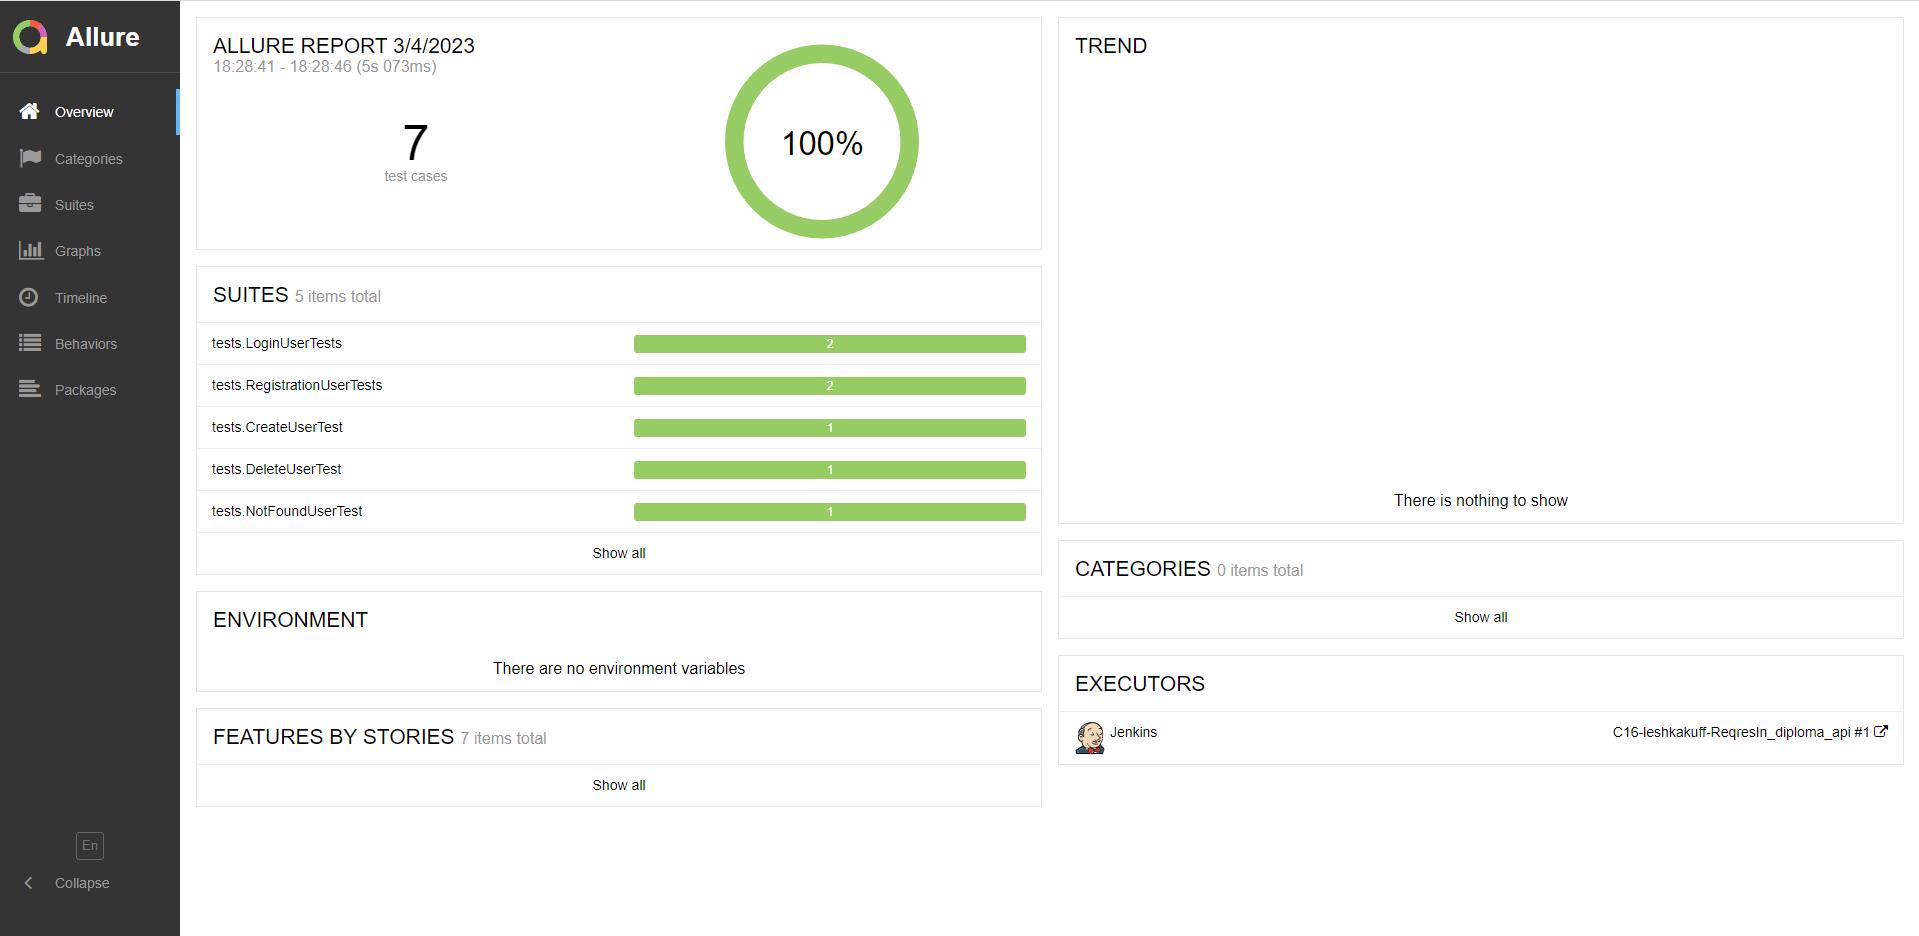 Allure
Overview
Categories
Suites
Graphs
Timeline
Behaviors
Packages
En
Collapse
ALLURE REPORT 3/4/2023
18:28:41 - 18:28:46 (5s 073ms)
7
test cases
100%
SUITES 5 items total
tests.LoginUserTests 2
tests.RegistrationUserTests 2
tests.CreateUserTest 1
tests.DeleteUserTest 1
tests.NotFoundUserTest 1
Show all
ENVIRONMENT
There are no environment variables
FEATURES BY STORIES 7 items total
Show all
TREND
There is nothing to show
CATEGORIES 0 items total
Show all
EXECUTORS
Jenkins C16-leshkakuff-ReqresIn_diploma_api #1